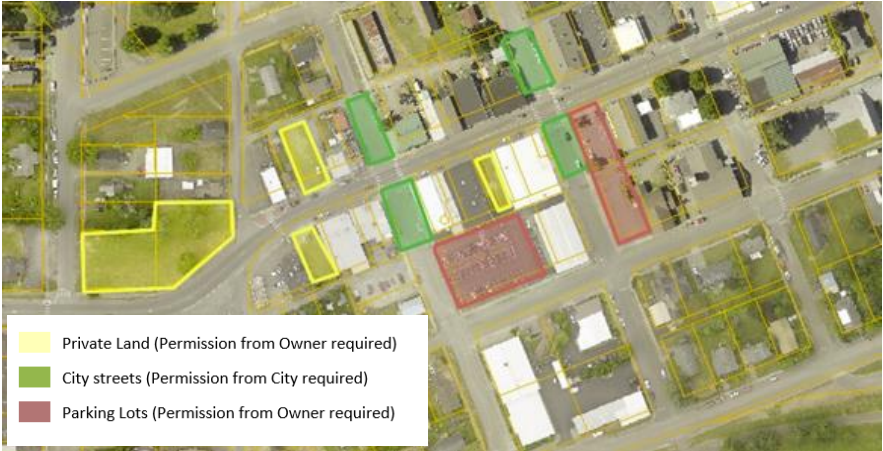 Private Land (Permission from Owner required)
City streets (Permission from City required)
Parking Lots (Permission from Owner required)